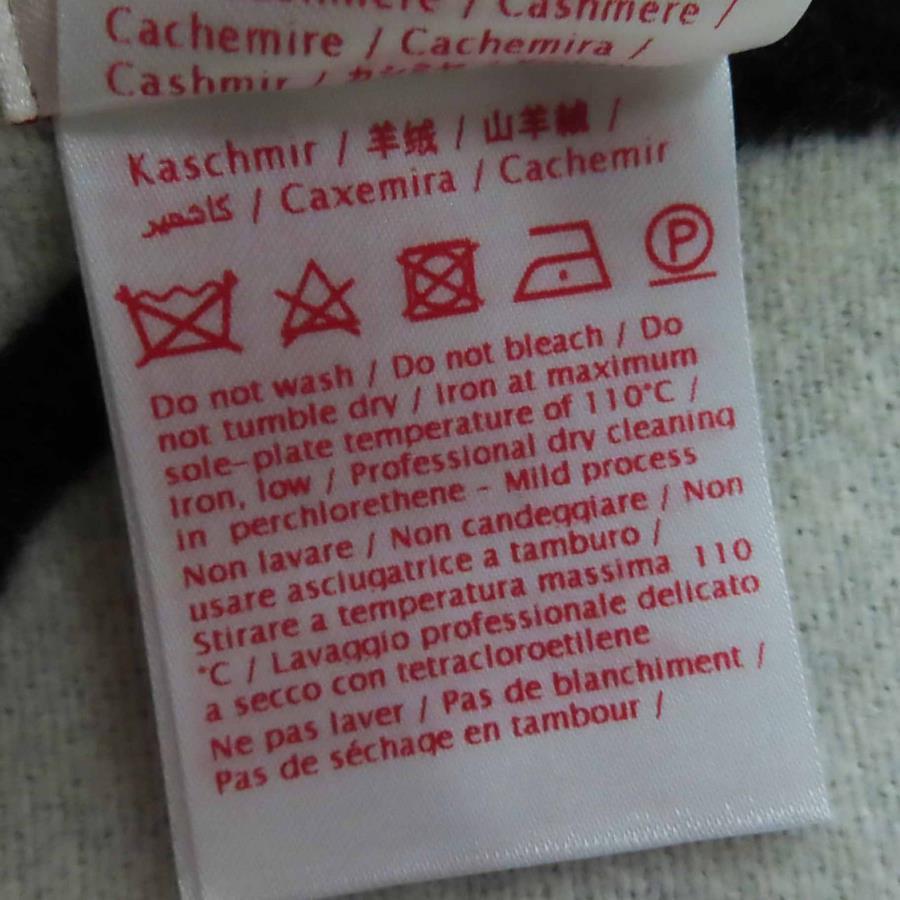 / Cashmere /
Cachemire / Cachemira /
Cashmir /
Kaschmir / 羊绒 / 山羊絨 /
كاشمير / Caxemira / Cachemir
P
Do not wash / Do not bleach / Do
not tumble dry / Iron at maximum
sole-plate temperature of 110°C /
Iron, low / Professional dry cleaning
in perchlorethene - Mild process
Non lavare / Non candeggiare / Non
usare asciugatrice a tamburo /
Stirare a temperatura massima 110
°C / Lavaggio professionale delicato
a secco con tetracloroetilene
Ne pas laver / Pas de blanchiment /
Pas de séchage en tambour /